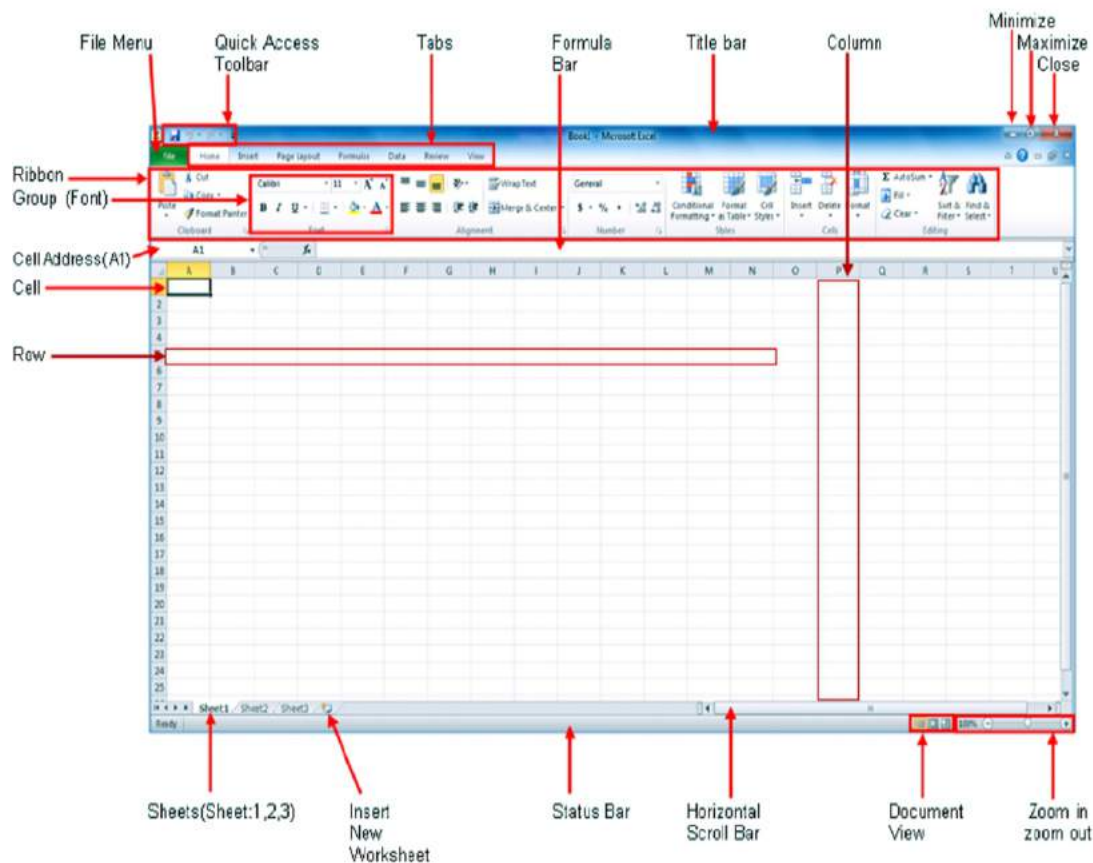 Minimize
File Menu Quick Access Tabs Formula Title bar Column Maximize
Toolbar Bar Close
Book1 - Microsoft Excel
File Home Insert Page Layout Formulas Data Review View
Ribbon
Group (Font)
Cut Calibri 11 A A Wrap Text General Σ AutoSum
Copy Fill
Paste Format Painter B I U A Merge & Center $ % , Conditional Format Cell Insert Delete Format Clear Sort & Find &
Formatting as Table Styles Filter Select
Clipboard Font Alignment Number Styles Cells Editing
Cell Address(A1) A1 fx
A B C D E F G H I J K L M N O P Q R S T U
Cell
2
3
4
Row
6
7
8
9
10
11
12
13
14
15
16
17
18
19
20
21
22
23
24
25
Sheet1 Sheet2 Sheet3
Ready 100%
Sheets(Sheet:1,2,3) Insert Status Bar Horizontal Document Zoom in
New Scroll Bar View zoom out
Worksheet